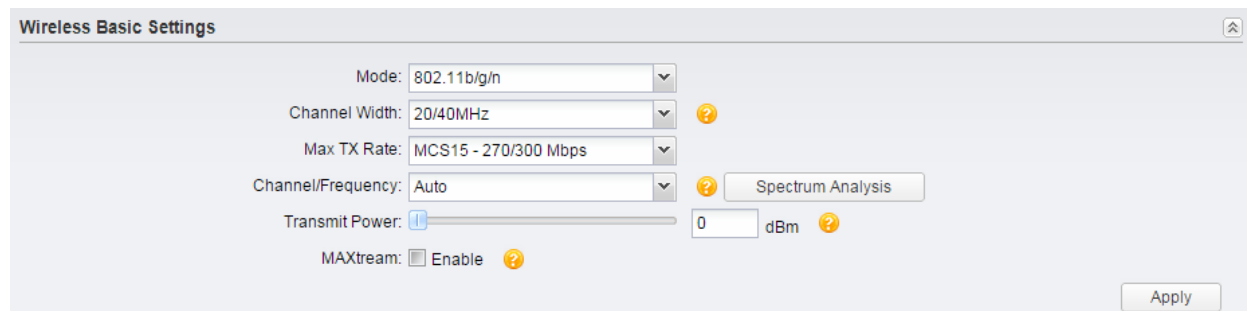 Wireless Basic Settings
Mode: 802.11b/g/n
Channel Width: 20/40MHz ?
Max TX Rate: MCS15 - 270/300 Mbps
Channel/Frequency: Auto ? Spectrum Analysis
Transmit Power: 0 dBm ?
MAXtream: Enable ?
Apply